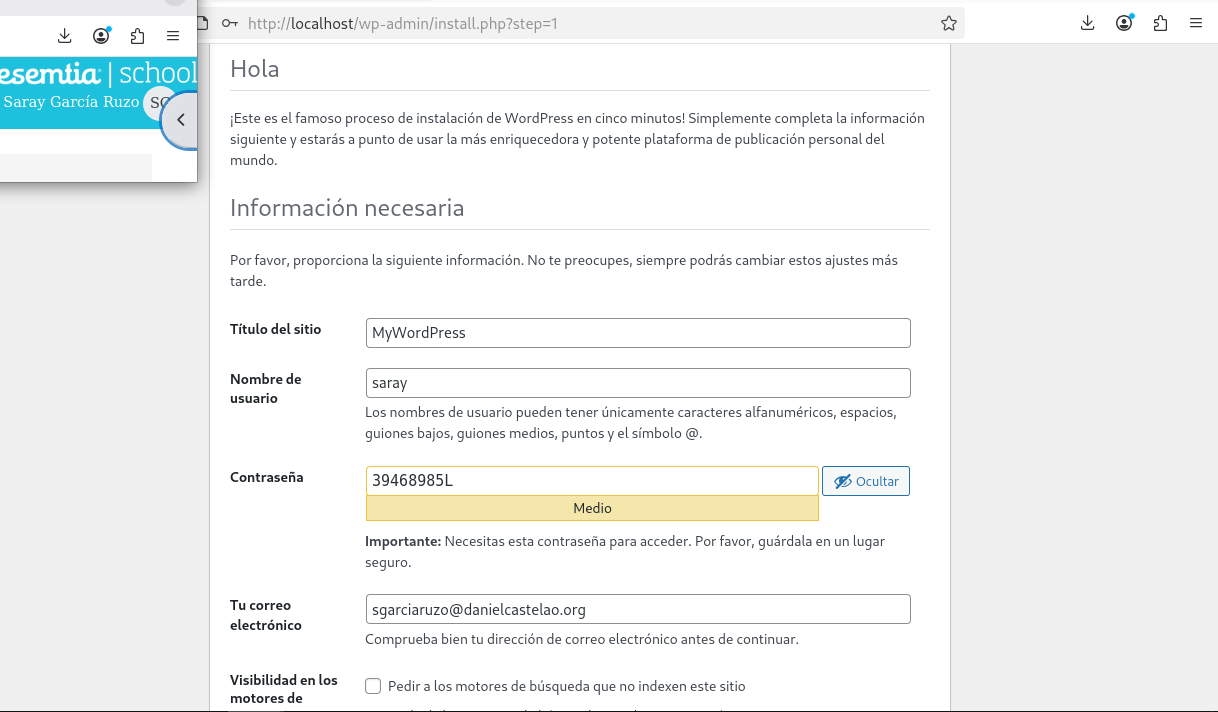 http://localhost/wp-admin/install.php?step=1
esemtia | school
Saray García Ruzo
Hola
¡Este es el famoso proceso de instalación de WordPress en cinco minutos! Simplemente completa la información
siguiente y estarás a punto de usar la más enriquecedora y potente plataforma de publicación personal del
mundo.
Información necesaria
Por favor, proporciona la siguiente información. No te preocupes, siempre podrás cambiar estos ajustes más
tarde.
Título del sitio
MyWordPress
Nombre de
usuario
saray
Los nombres de usuario pueden tener únicamente caracteres alfanuméricos, espacios,
guiones bajos, guiones medios, puntos y el símbolo @.
Contraseña
39468985L
Ocultar
Medio
Importante: Necesitas esta contraseña para acceder. Por favor, guárdala en un lugar
seguro.
Tu correo
electrónico
sgarciaruzo@danielcastelao.org
Comprueba bien tu dirección de correo electrónico antes de continuar.
Visibilidad en los
motores de
Pedir a los motores de búsqueda que no indexen este sitio